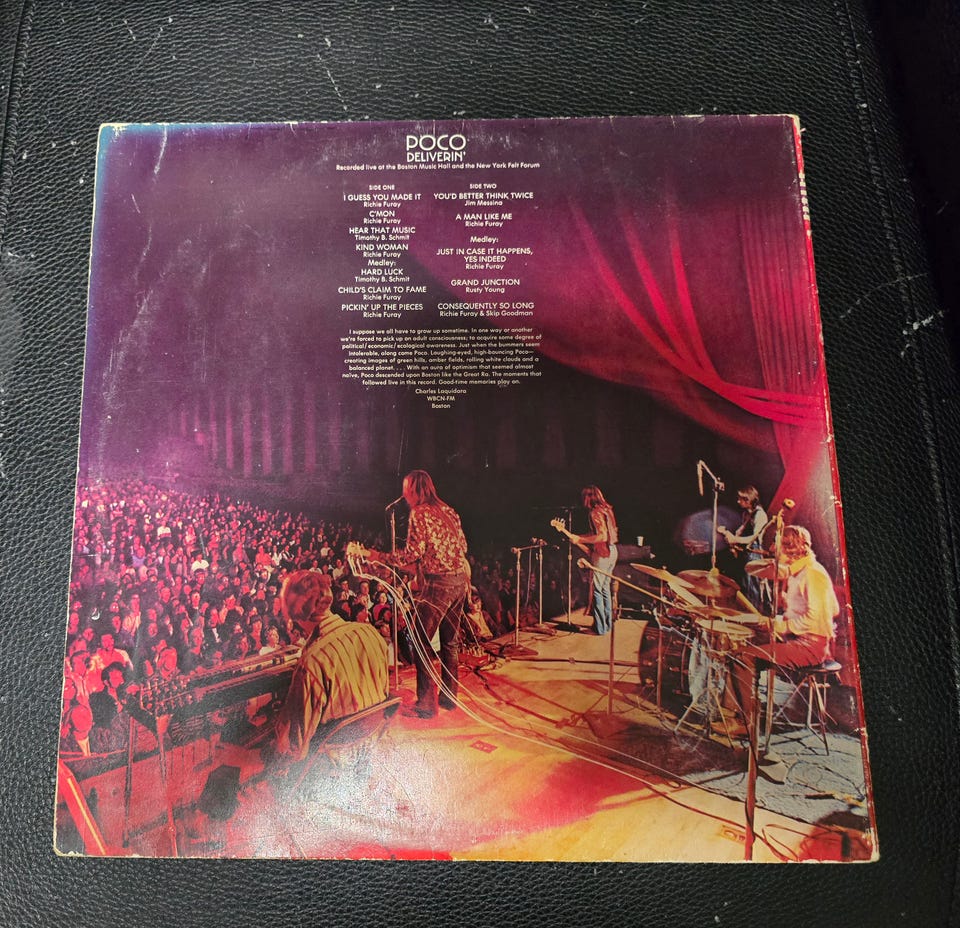 POCO
DELIVERIN'
Recorded live at the Boston Music Hall and the New York Felt Forum
SIDE ONE
I GUESS YOU MADE IT
Richie Furay
C'MON
Richie Furay
HEAR THAT MUSIC
Timothy B. Schmit
KIND WOMAN
Richie Furay
Medley:
HARD LUCK
Timothy B. Schmit
CHILD'S CLAIM TO FAME
Richie Furay
PICKIN' UP THE PIECES
Richie Furay
SIDE TWO
YOU'D BETTER THINK TWICE
Jim Messina
A MAN LIKE ME
Richie Furay
Medley:
JUST IN CASE IT HAPPENS,
YES INDEED
Richie Furay
GRAND JUNCTION
Rusty Young
CONSEQUENTLY SO LONG
Richie Furay & Skip Goodman
I suppose we all have to grow up sometime. In one way or another
we're forced to pick up an adult consciousness; to acquire some degree of
political/economic/ecological awareness. Just when the bummers seem
intolerable, along come Poco. Laughing-eyed, high-bouncing Poco—
creating images of green hills, amber fields, rolling white clouds and a
balanced planet. . . . With an aura of optimism that seemed almost
naive, Poco descended upon Boston like the Great Ra. The moments that
followed live in this record. Good-time memories play on.
Charles Laquidara
WBCN-FM
Boston